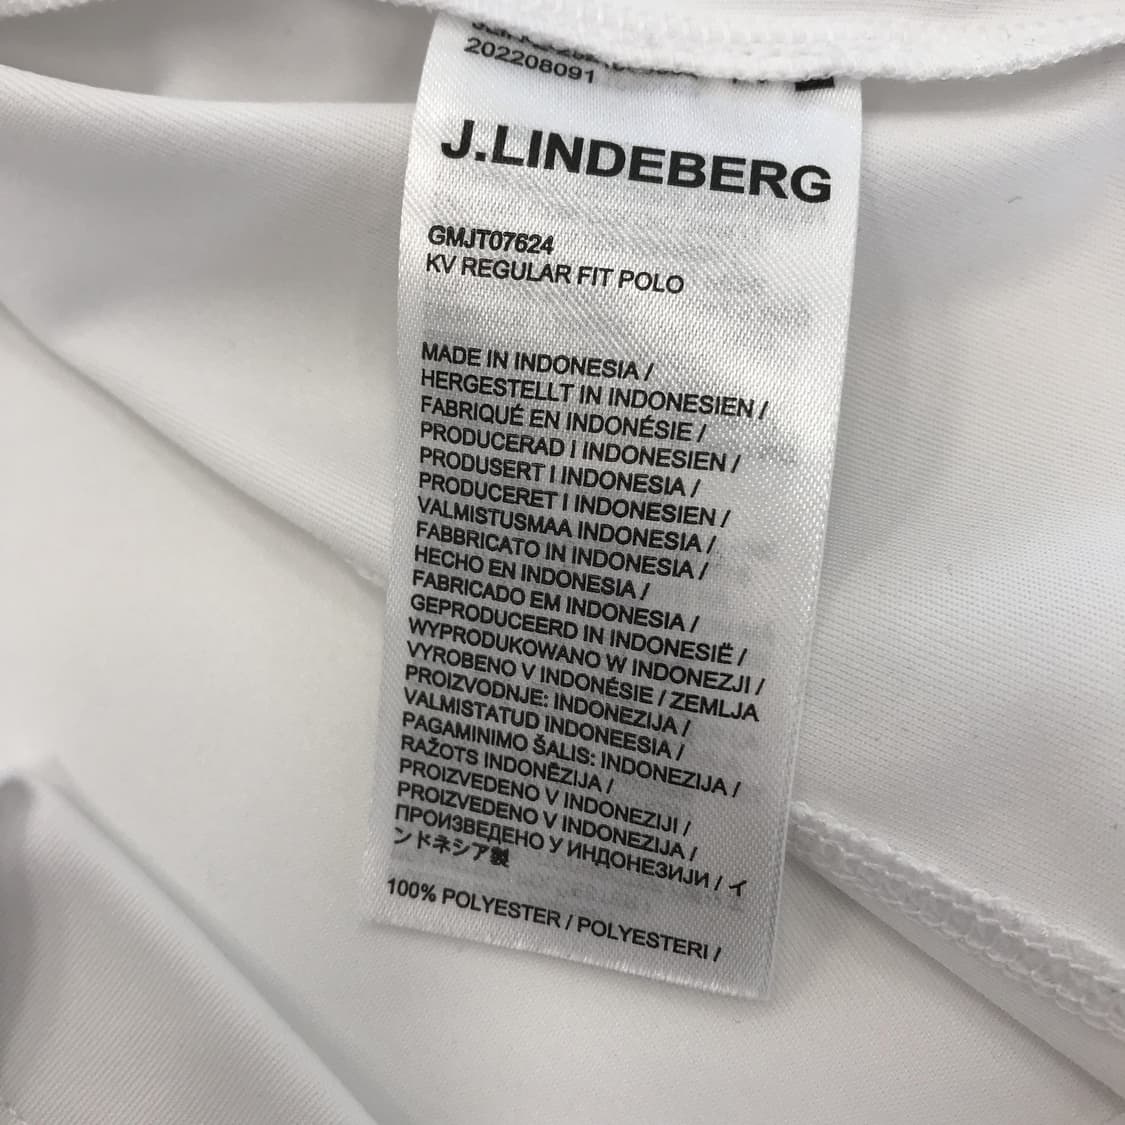 202208091
J.LINDEBERG
GMJT07624
KV REGULAR FIT POLO
MADE IN INDONESIA /
HERGESTELLT IN INDONESIEN /
FABRIQUÉ EN INDONÉSIE /
PRODUCERAD I INDONESIEN /
PRODUSERT I INDONESIA /
PRODUCERET I INDONESIEN /
VALMISTUSMAA INDONESIA /
FABBRICATO IN INDONESIA /
HECHO EN INDONESIA /
FABRICADO EM INDONESIA /
GEPRODUCEERD IN INDONESIË /
WYPRODUKOWANO W INDONEZJI /
VYROBENO V INDONÉSIE / ZEMLJA
PROIZVODNJE: INDONEZIJA /
VALMISTATUD INDONEESIA /
PAGAMINIMO ŠALIS: INDONEZIJA /
RAŽOTS INDONĒZIJA /
PROIZVEDENO V INDONEZIJI /
PROIZVEDENO V INDONEZIJA /
ПРОИЗВЕДЕНО У ИНДОНЕЗИЈИ / イ
ンドネシア製
100% POLYESTER / POLYESTERI /